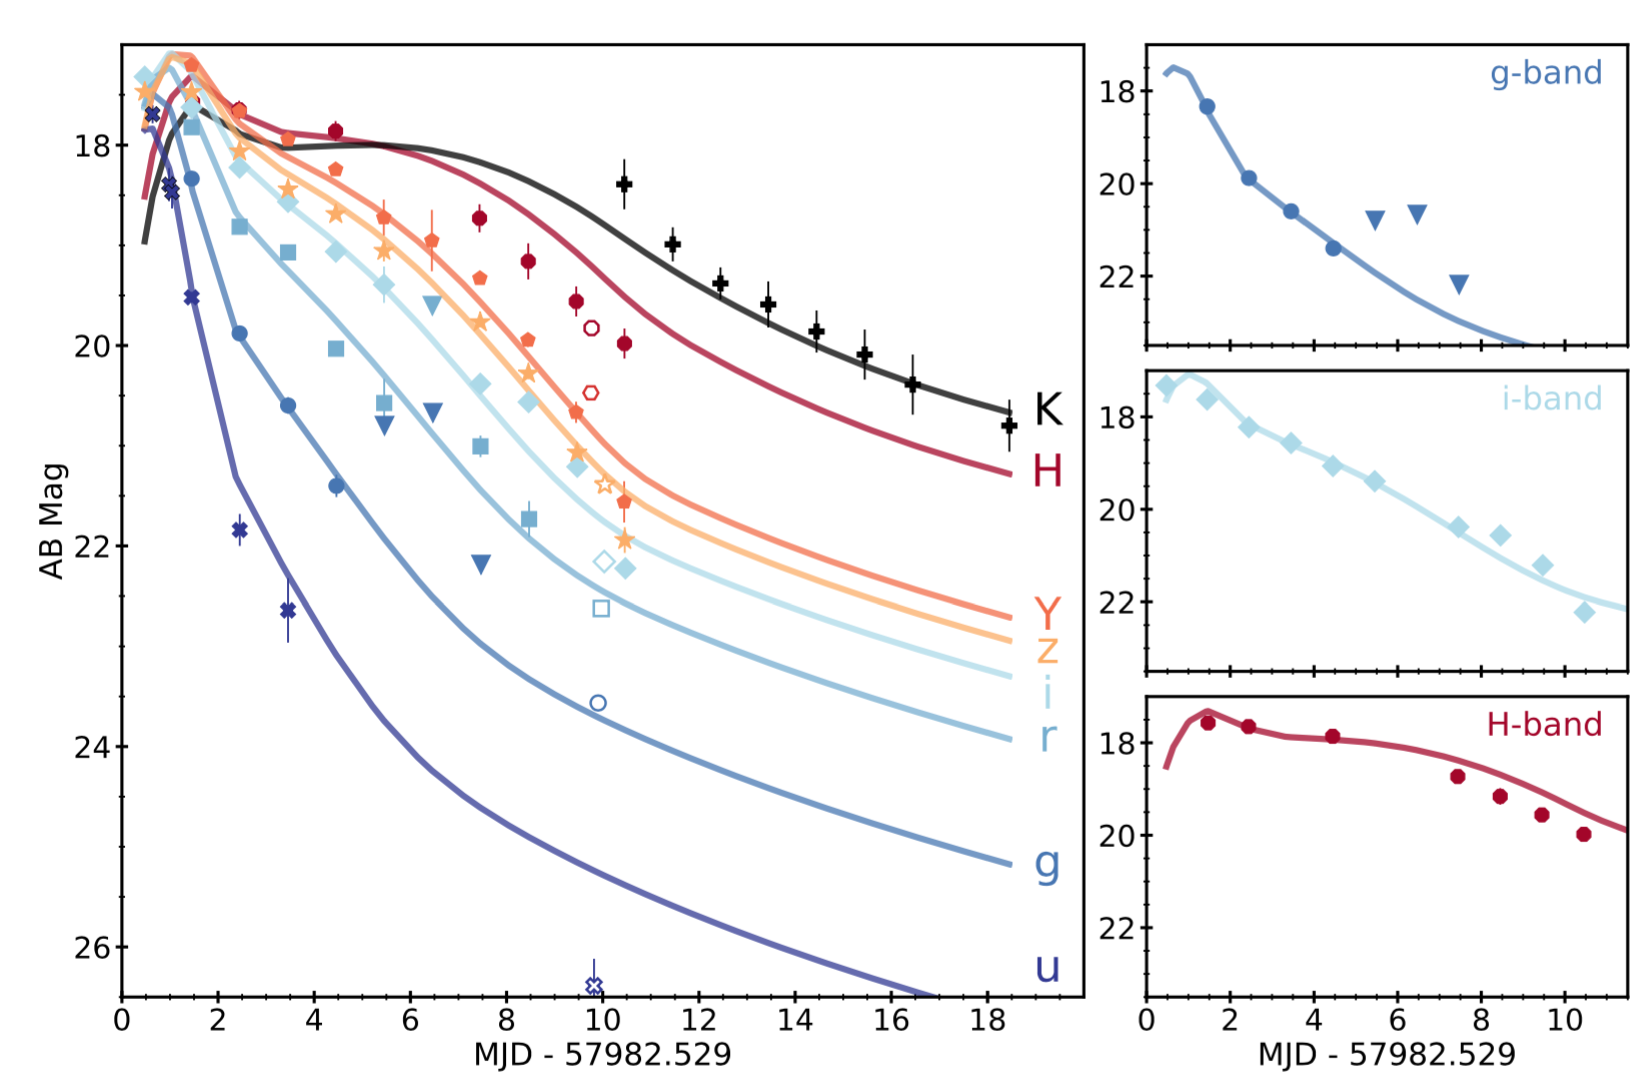 18
20
22
24
26
AB Mag
0 2 4 6 8 10 12 14 16 18
MJD - 57982.529
K
H
Y
z
i
r
g
u
g-band
18
20
22
i-band
18
20
22
H-band
18
20
22
0 2 4 6 8 10
MJD - 57982.529